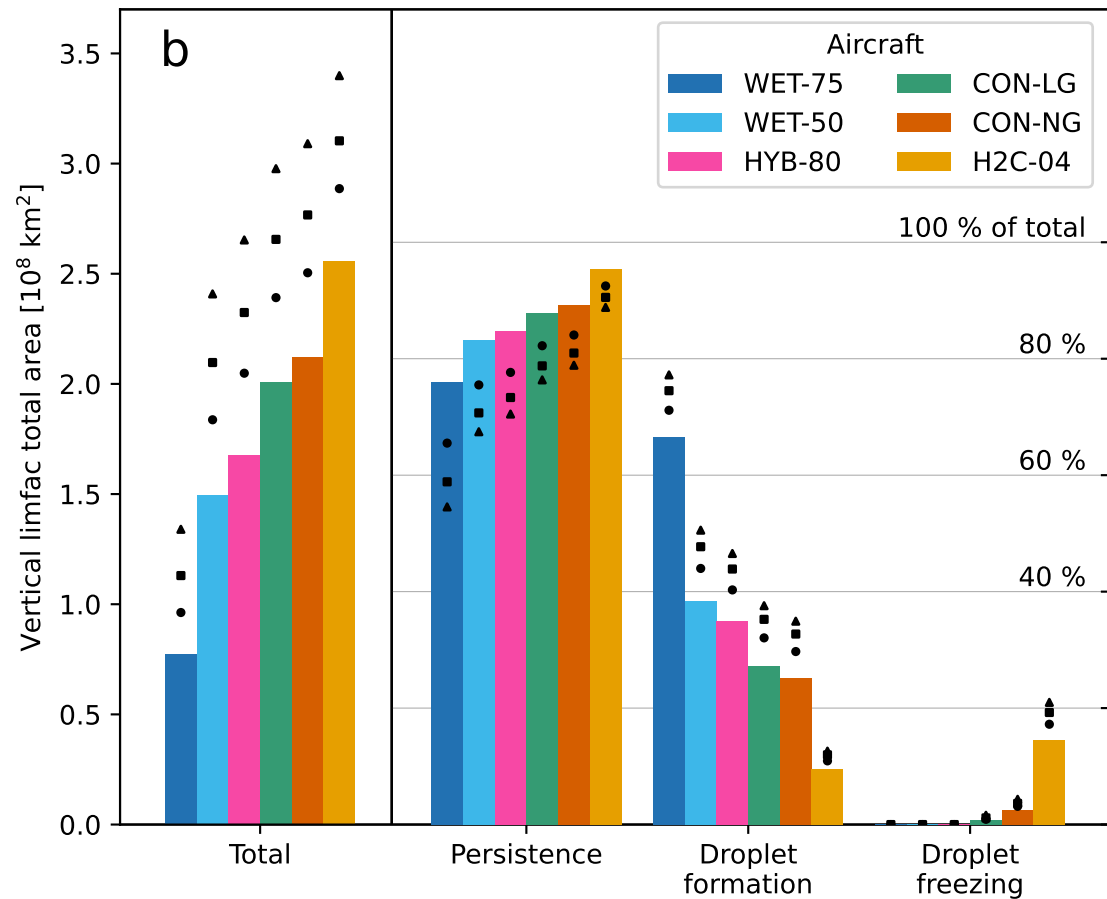 b
Aircraft
WET-75
WET-50
HYB-80
CON-LG
CON-NG
H2C-04
Vertical limfac total area [10⁸ km²]
3.5
3.0
2.5
2.0
1.5
1.0
0.5
0.0
100 % of total
80 %
60 %
40 %
Total
Persistence
Droplet
formation
Droplet
freezing